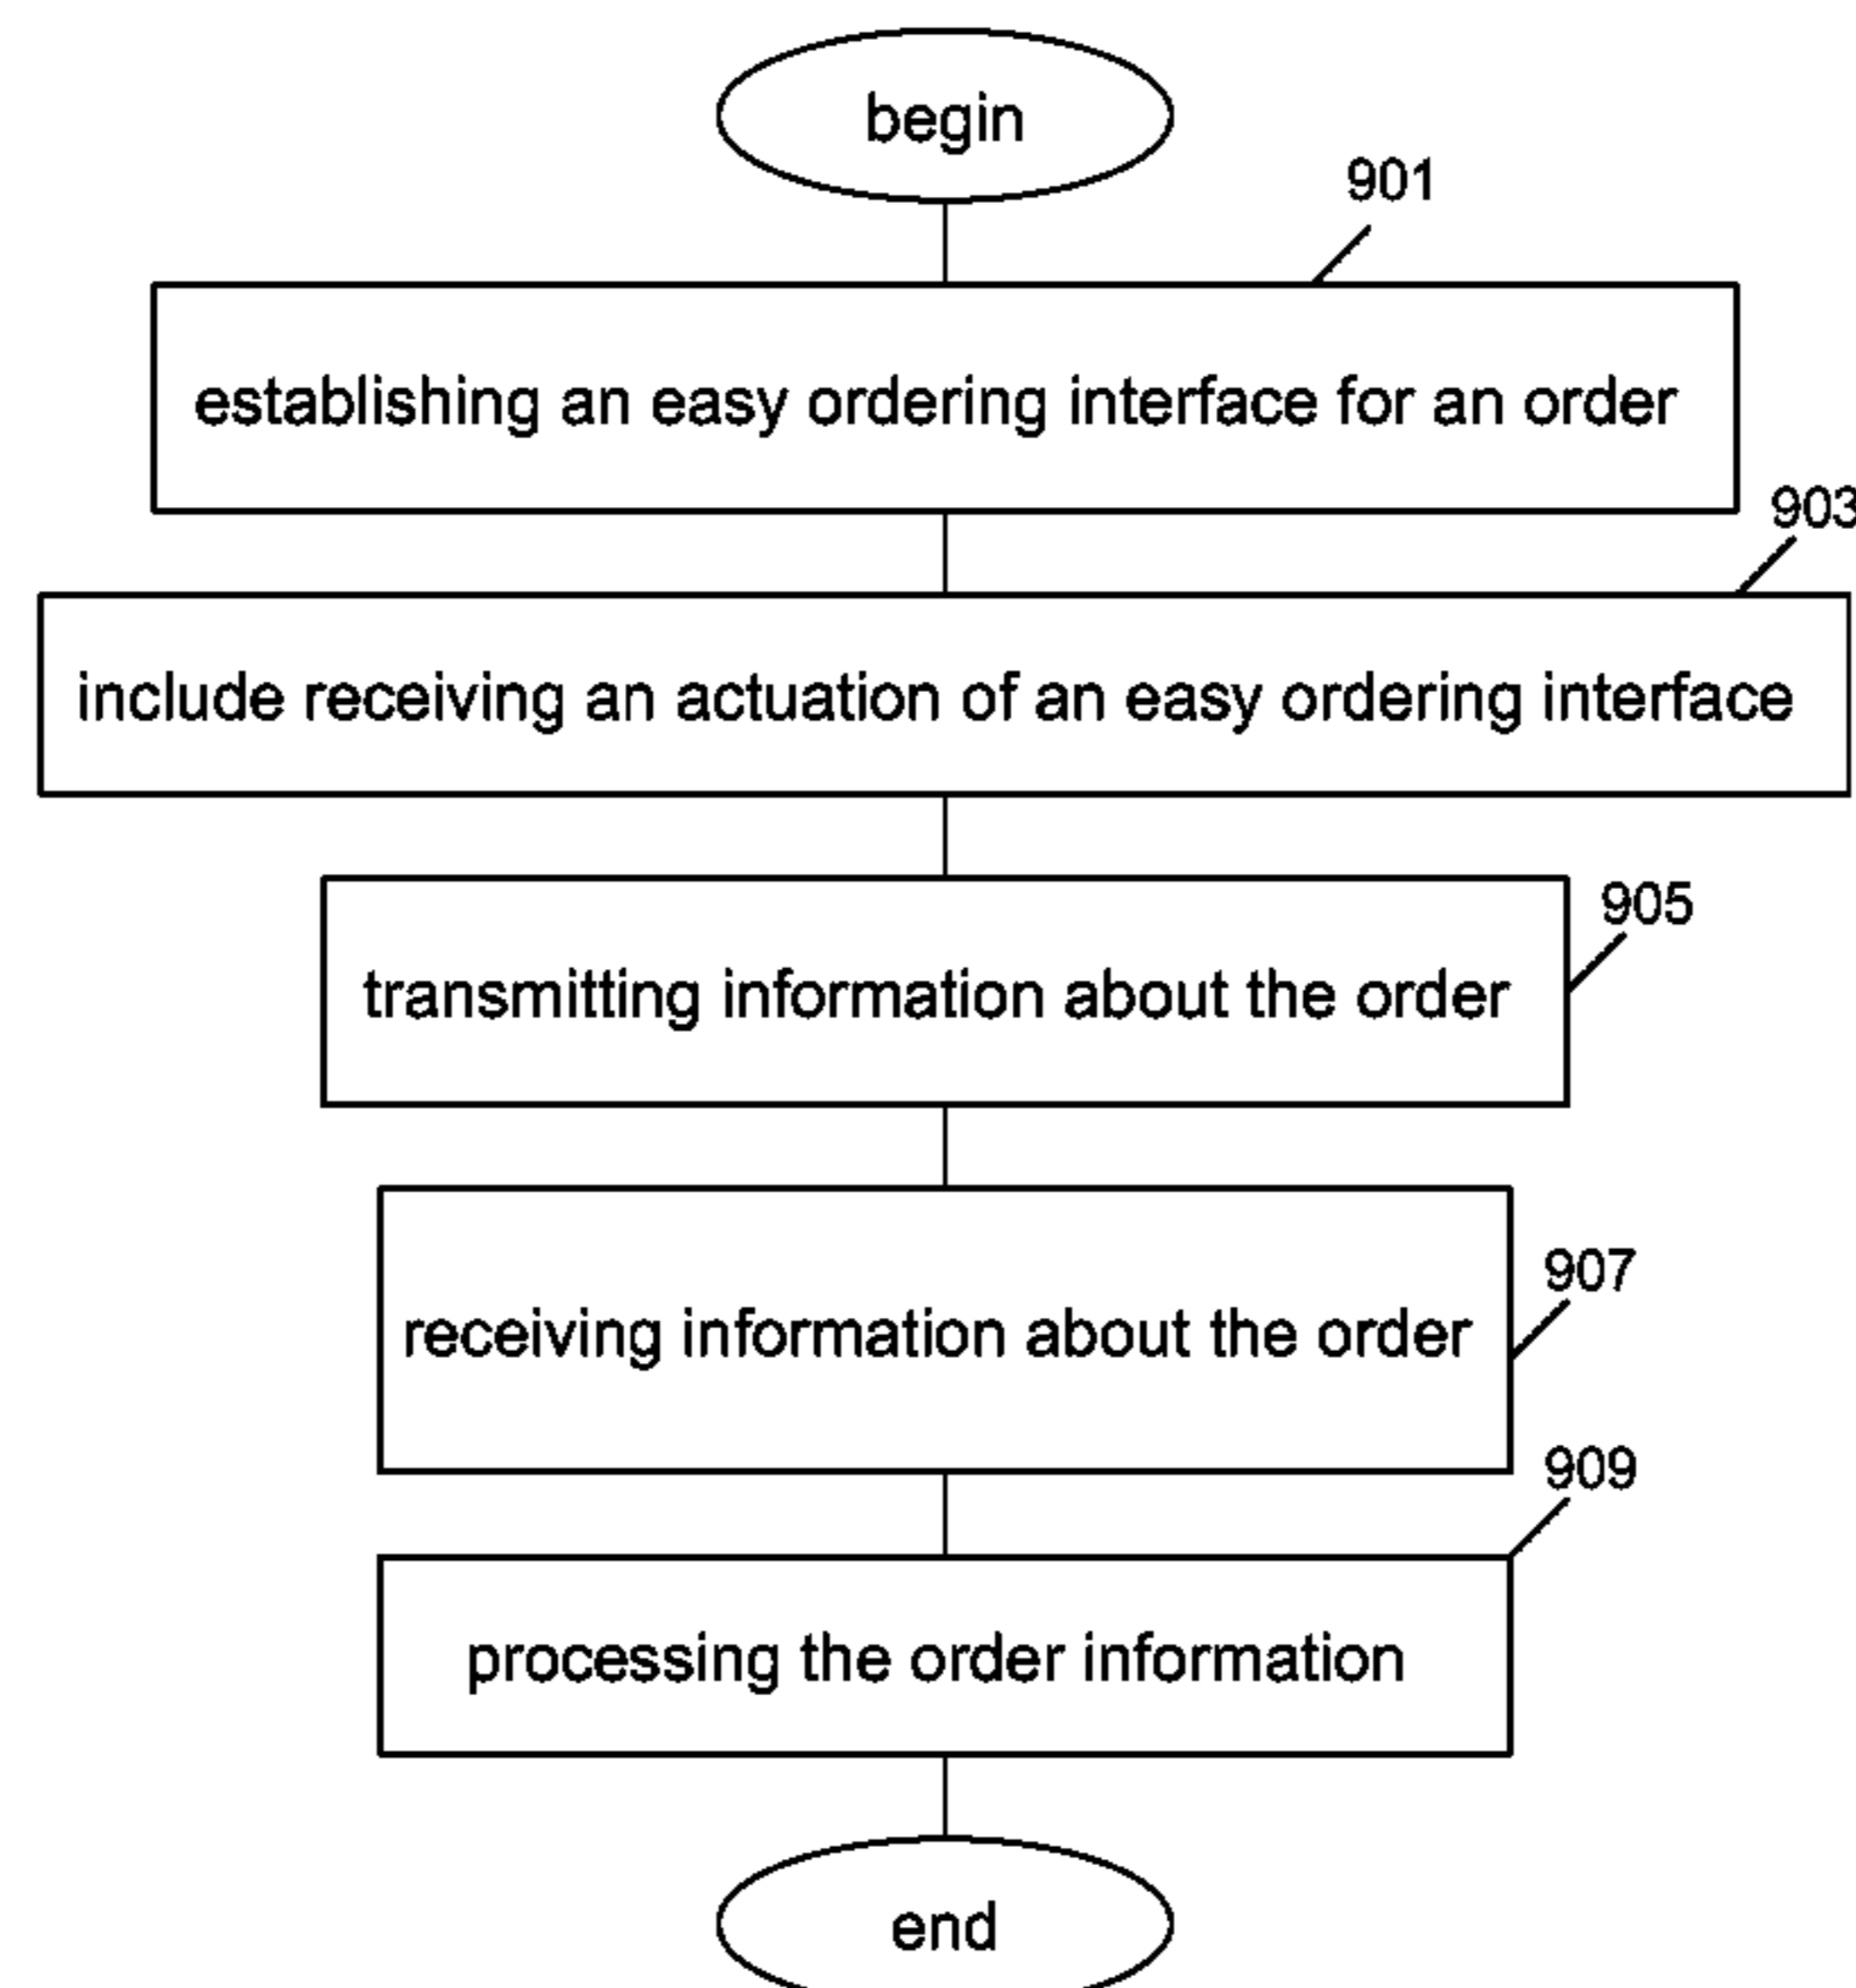 begin
901
establishing an easy ordering interface for an order
903
include receiving an actuation of an easy ordering interface
905
transmitting information about the order
907
receiving information about the order
909
processing the order information
end